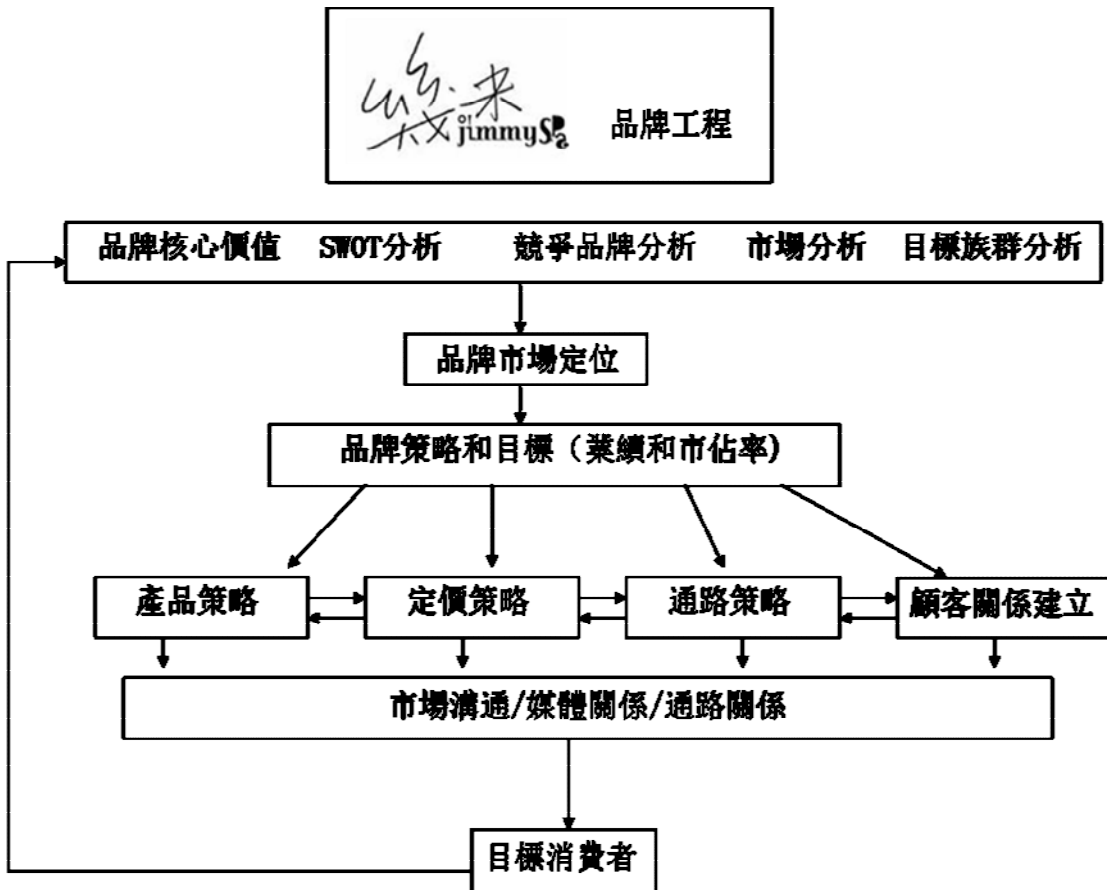 幾米 jimmySPa 品牌工程
品牌核心價值 SWOT分析 競爭品牌分析 市場分析 目標族群分析
品牌市場定位
品牌策略和目標（業績和市佔率）
產品策略 定價策略 通路策略 顧客關係建立
市場溝通/媒體關係/通路關係
目標消費者